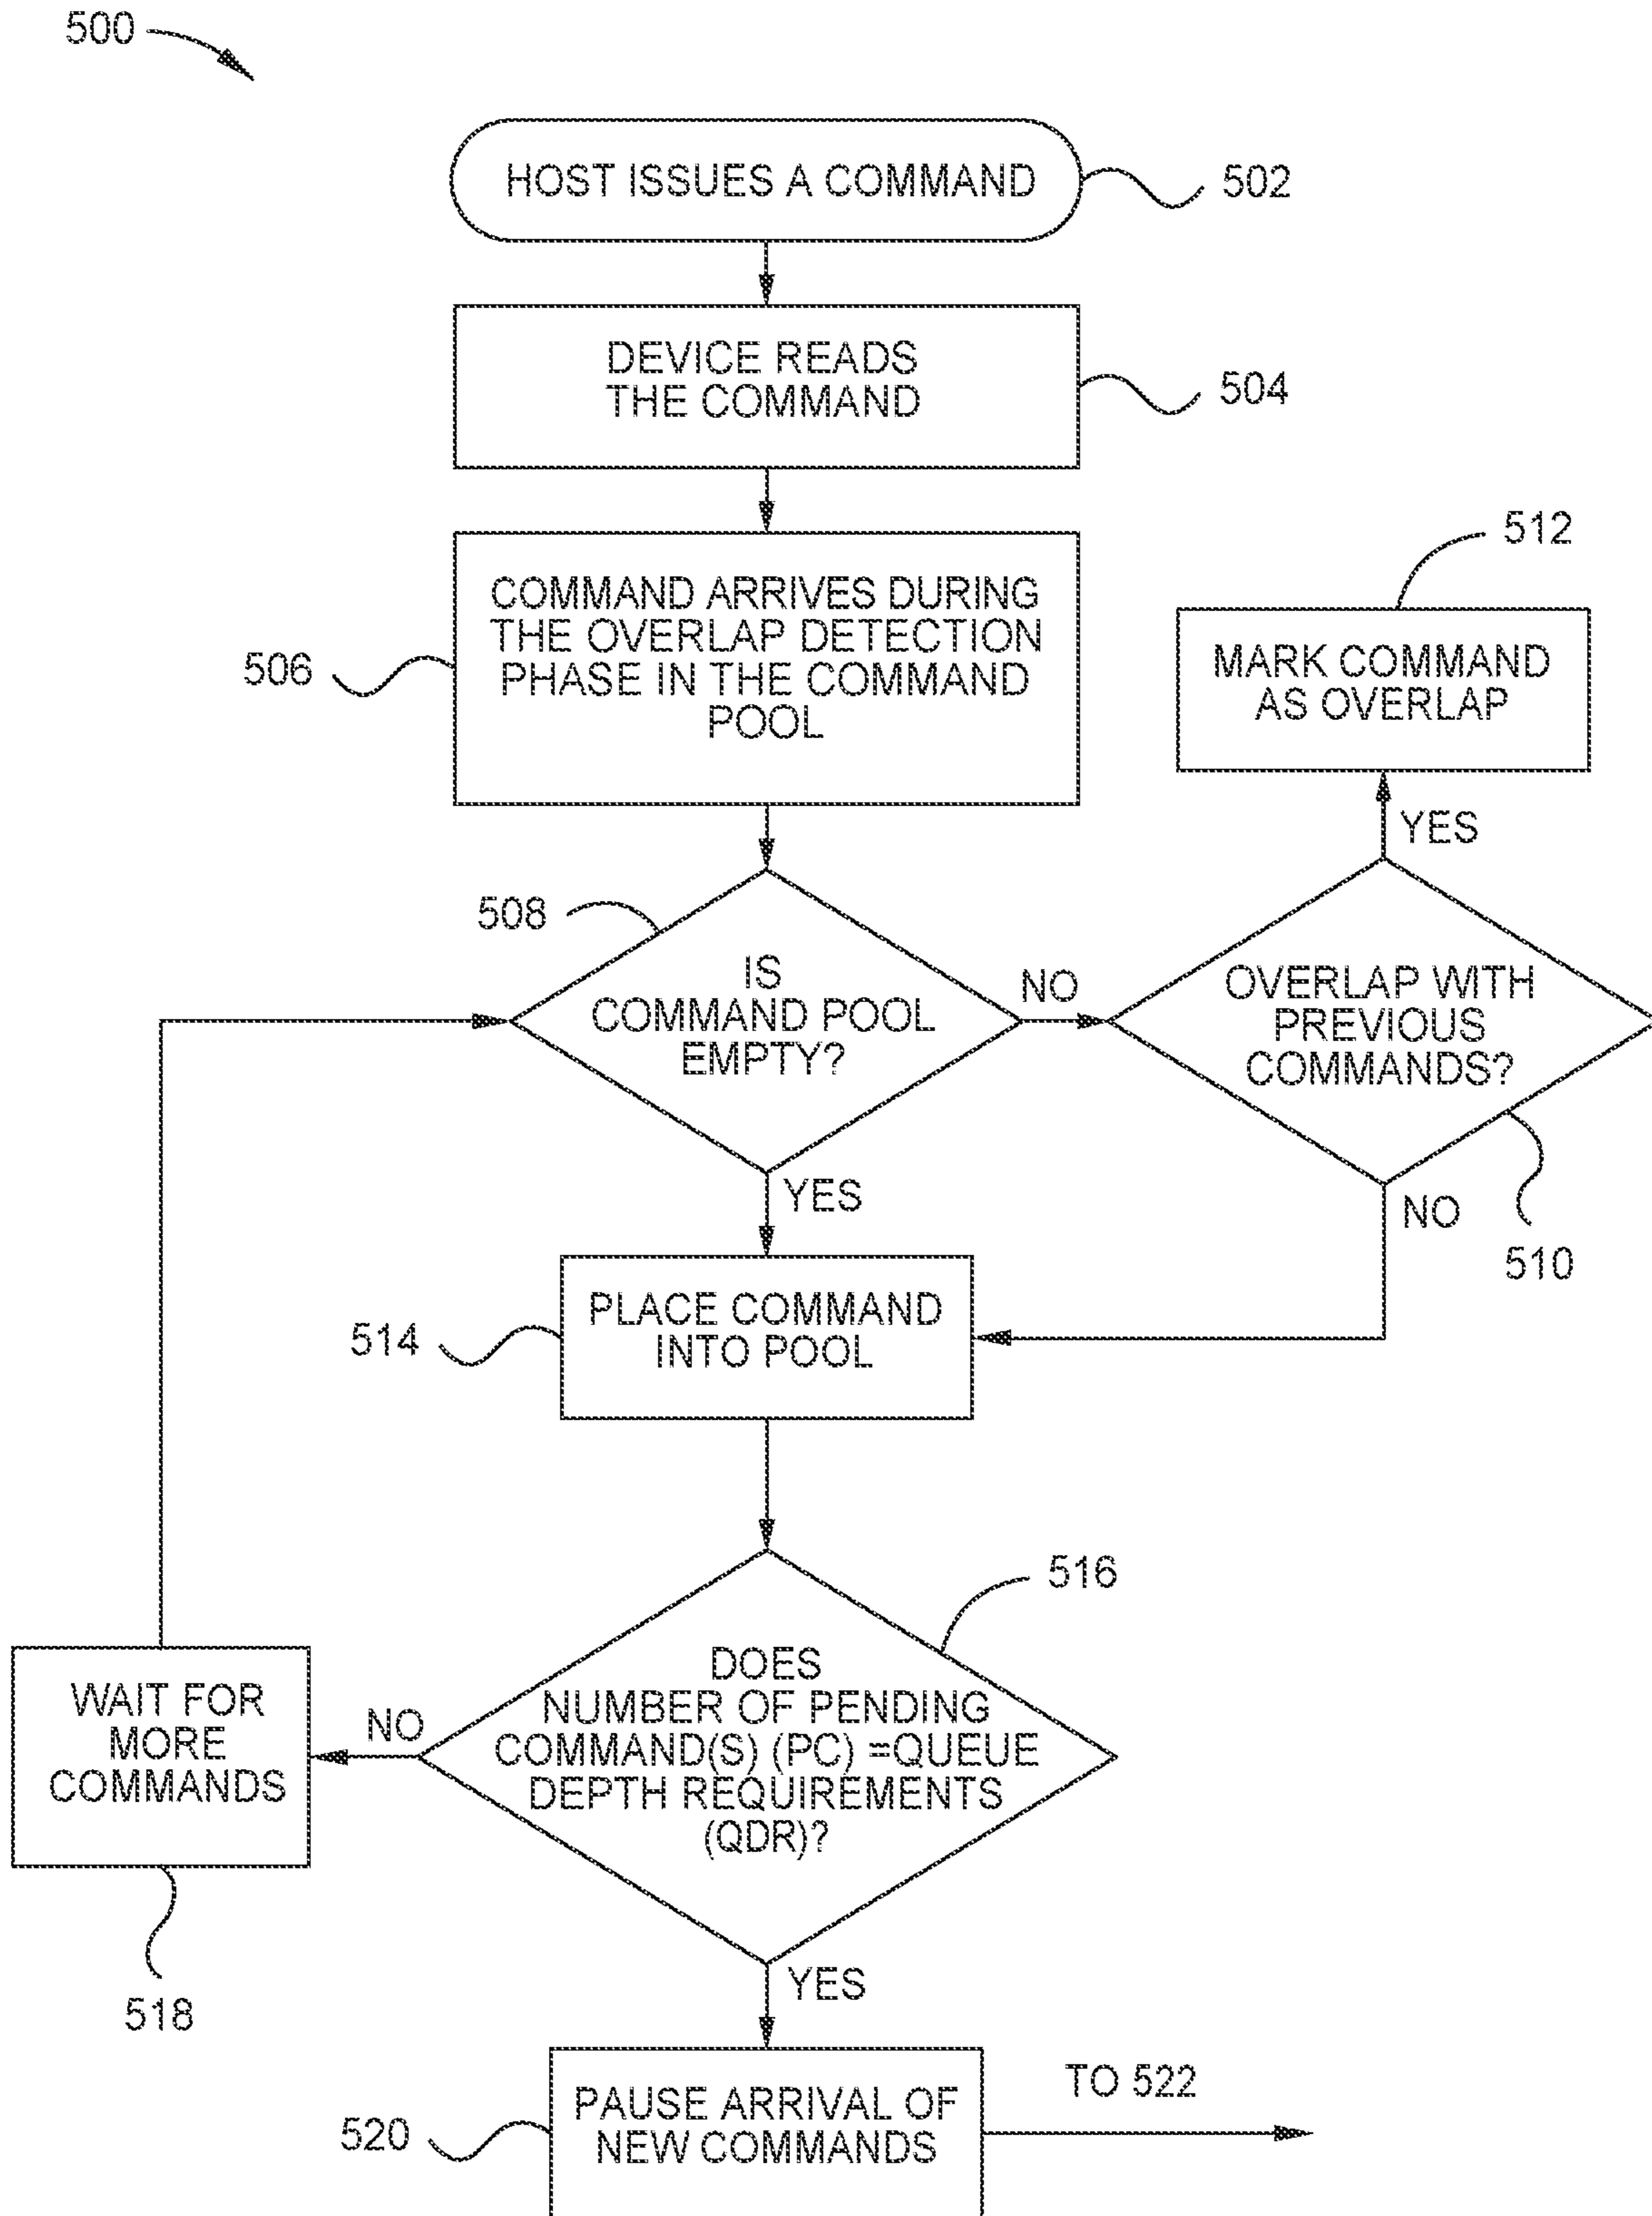 500
HOST ISSUES A COMMAND
502
DEVICE READS
THE COMMAND
504
COMMAND ARRIVES DURING
THE OVERLAP DETECTION
PHASE IN THE COMMAND
POOL
506
512
MARK COMMAND
AS OVERLAP
YES
508
IS
COMMAND POOL
EMPTY?
NO
OVERLAP WITH
PREVIOUS
COMMANDS?
YES
NO
510
PLACE COMMAND
INTO POOL
514
516
DOES
NUMBER OF PENDING
COMMAND(S) (PC) =QUEUE
DEPTH REQUIREMENTS
(QDR)?
NO
WAIT FOR
MORE
COMMANDS
518
YES
PAUSE ARRIVAL OF
NEW COMMANDS
520
TO 522